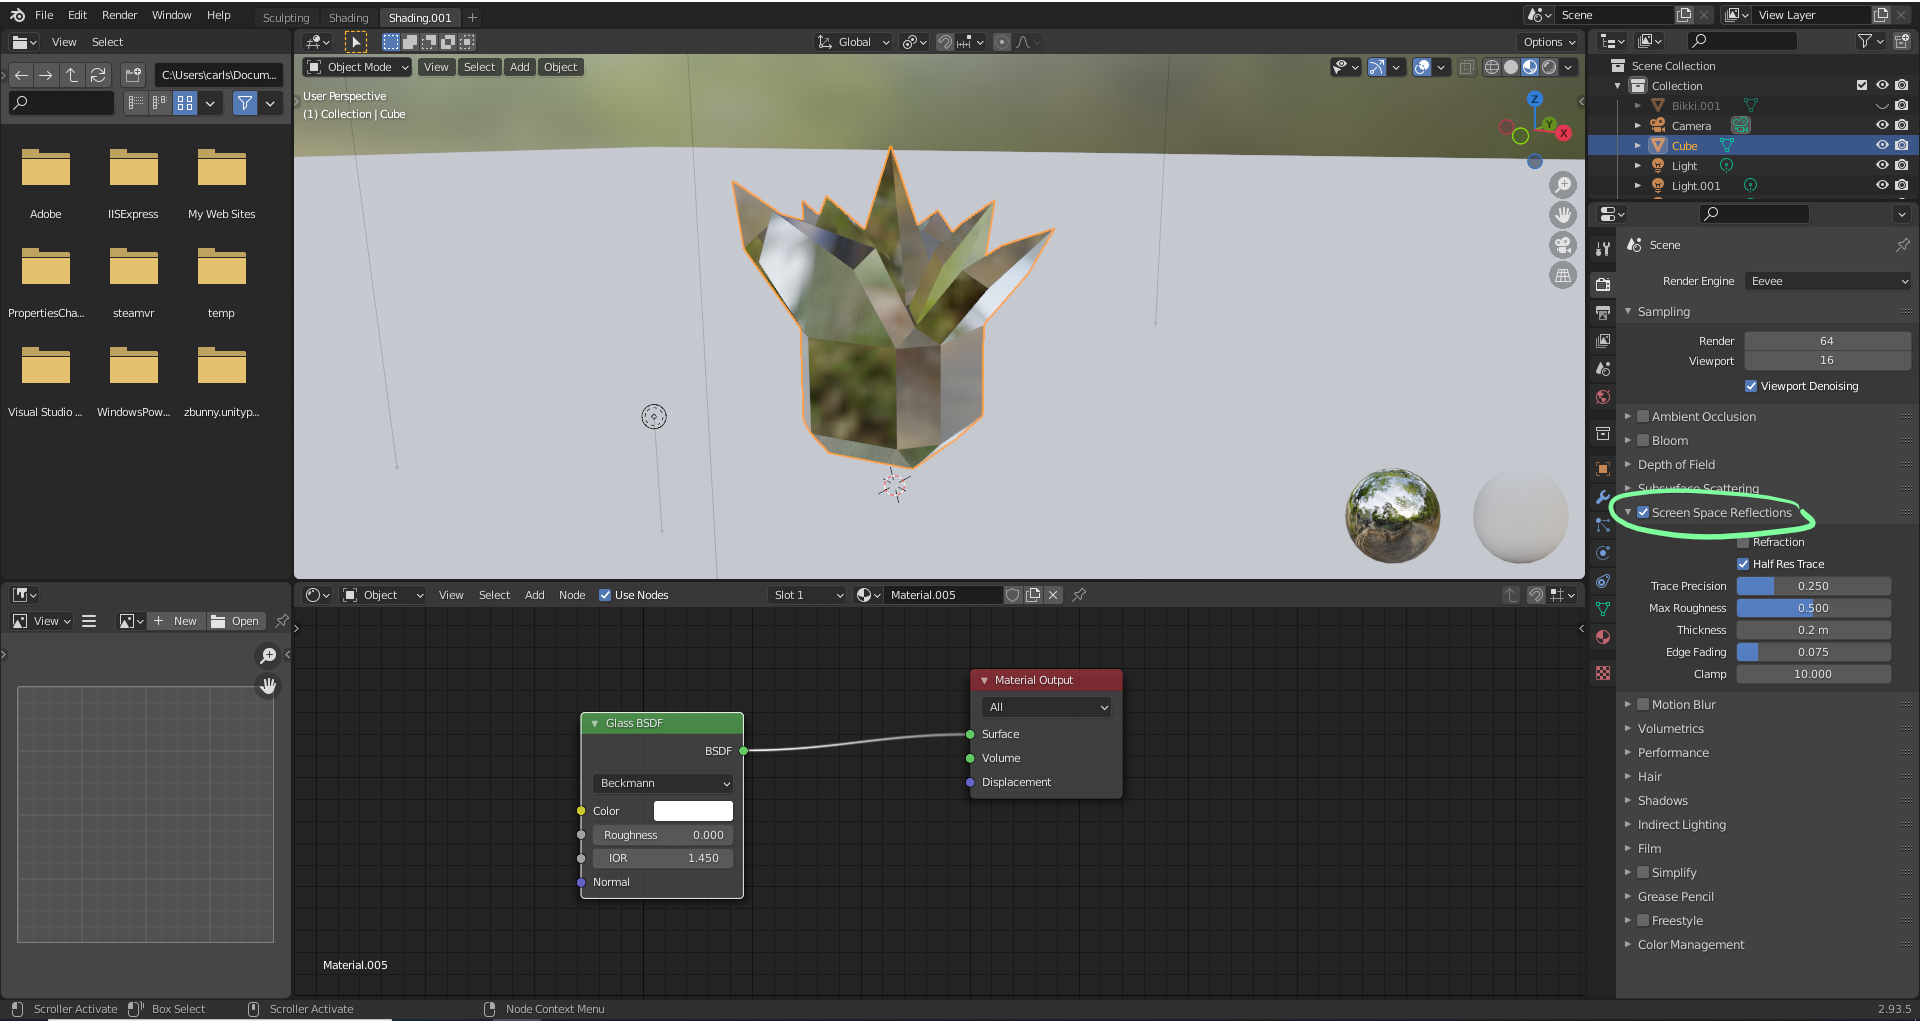 File Edit Render Window Help Sculpting Shading Shading.001 Scene View Layer
View Select Global Options
C:\Users\carls\Docum... Object Mode View Select Add Object
User Perspective
(1) Collection | Cube
Z
Y
X
Adobe IISExpress My Web Sites
PropertiesCha... steamvr temp
Visual Studio ... WindowsPow... zbunny.unityp...
Scene Collection
Collection
Bikki.001
Camera
Cube
Light
Light.001
Scene
Render Engine Eevee
Sampling
Render 64
Viewport 16
Viewport Denoising
Ambient Occlusion
Bloom
Depth of Field
Subsurface Scattering
Screen Space Reflections
Refraction
Half Res Trace
Trace Precision 0.250
Max Roughness 0.500
Thickness 0.2 m
Edge Fading 0.075
Clamp 10.000
Motion Blur
Volumetrics
Performance
Hair
Shadows
Indirect Lighting
Film
Simplify
Grease Pencil
Freestyle
Color Management
Object View Select Add Node Use Nodes Slot 1 Material.005
View New Open
Glass BSDF
BSDF
Beckmann
Color
Roughness 0.000
IOR 1.450
Normal
Material Output
All
Surface
Volume
Displacement
Material.005
Scroller Activate Box Select Scroller Activate Node Context Menu 2.93.5